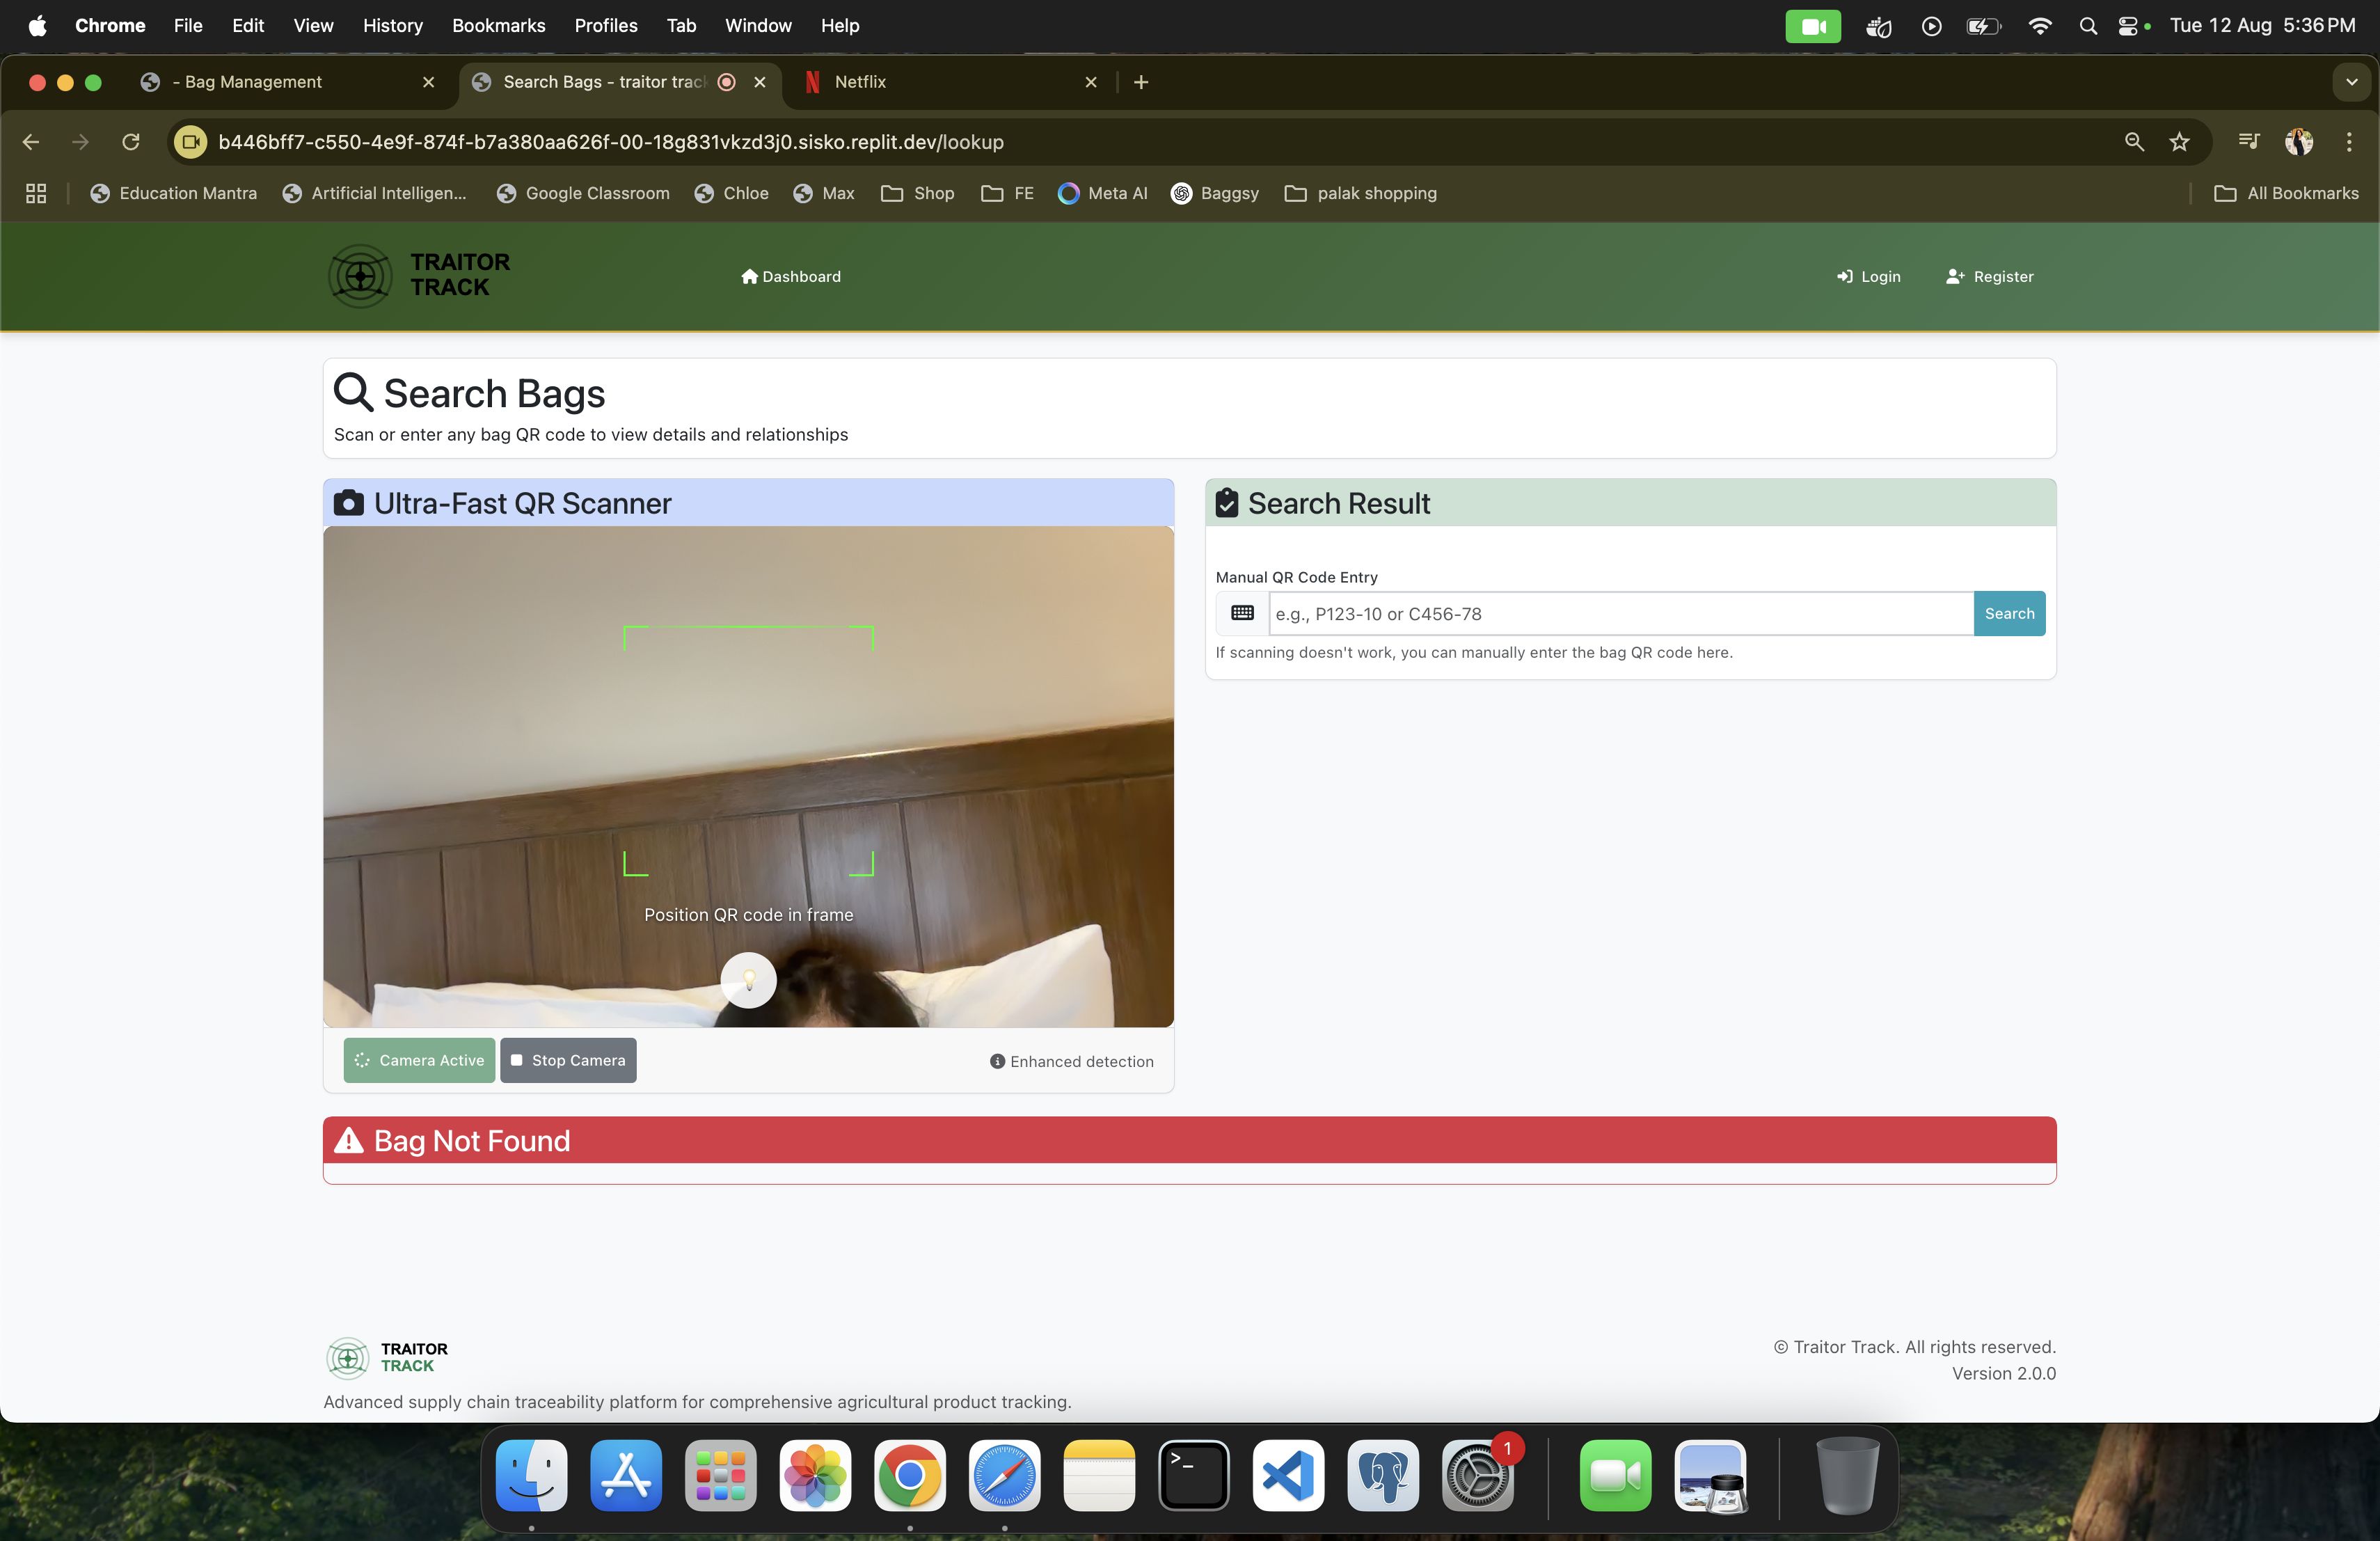 Chrome File Edit View History Bookmarks Profiles Tab Window Help Tue 12 Aug 5:36 PM
- Bag Management Search Bags - traitor trac Netflix
b446bff7-c550-4e9f-874f-b7a380aa626f-00-18g831vkzd3j0.sisko.replit.dev/lookup
Education Mantra Artificial Intelligen... Google Classroom Chloe Max Shop FE Meta AI Baggsy palak shopping All Bookmarks
TRAITOR
TRACK
Dashboard Login Register
Search Bags
Scan or enter any bag QR code to view details and relationships
Ultra-Fast QR Scanner
Position QR code in frame
Camera Active Stop Camera Enhanced detection
Search Result
Manual QR Code Entry
e.g., P123-10 or C456-78 Search
If scanning doesn't work, you can manually enter the bag QR code here.
Bag Not Found
TRAITOR
TRACK
Advanced supply chain traceability platform for comprehensive agricultural product tracking.
© Traitor Track. All rights reserved.
Version 2.0.0
1